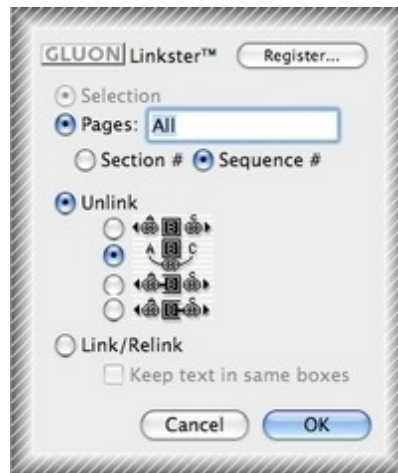 GLUON Linkster™ Register...
Selection
Pages: All
Section # Sequence #
Unlink
A B C
Link/Relink
Keep text in same boxes
Cancel OK